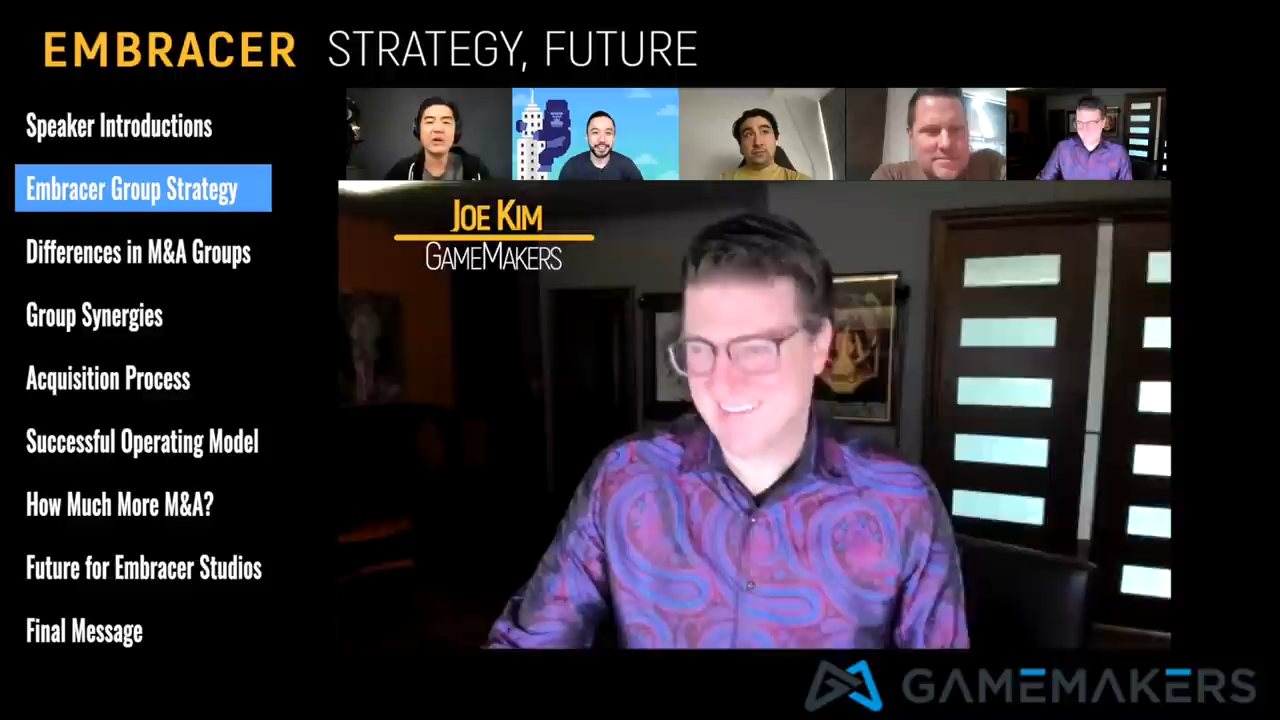 EMBRACER STRATEGY, FUTURE
Speaker Introductions
Embracer Group Strategy
Differences in M&A Groups
Group Synergies
Acquisition Process
Successful Operating Model
How Much More M&A?
Future for Embracer Studios
Final Message
JOE KIM
GAMEMAKERS
GAMEMAKERS